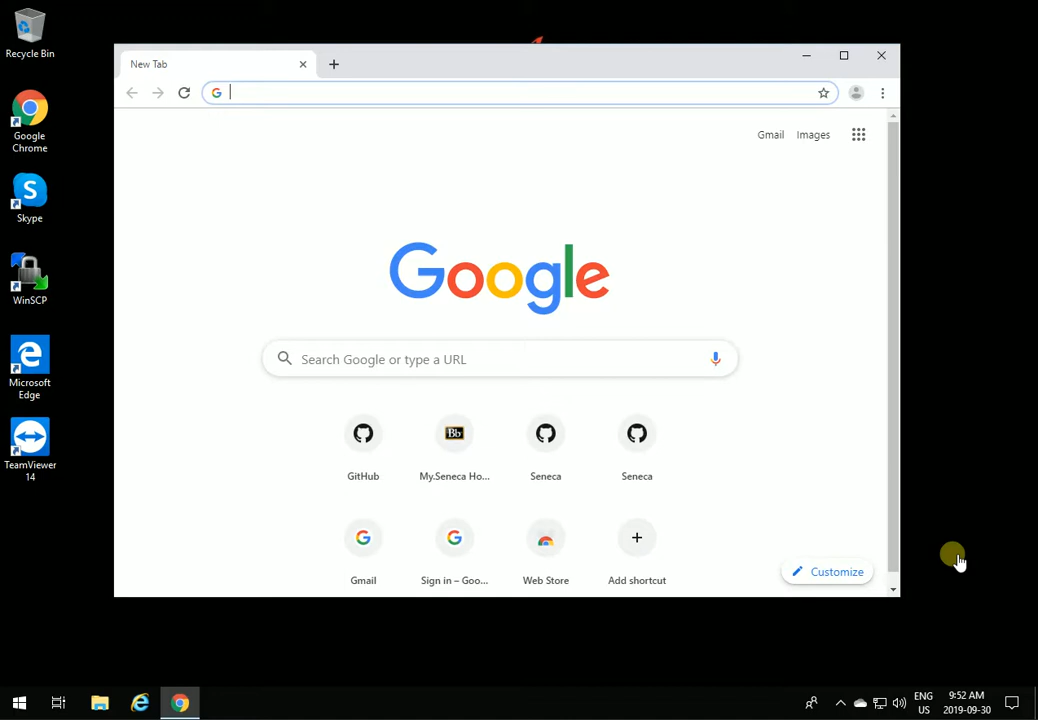 Recycle Bin
Google
Chrome
Skype
WinSCP
Microsoft
Edge
TeamViewer
14
New Tab
Gmail Images
Google
Search Google or type a URL
GitHub
Bb
My.Seneca Ho...
Seneca
Seneca
Gmail
Sign in – Goo...
Web Store
Add shortcut
Customize
ENG
US
9:52 AM
2019-09-30